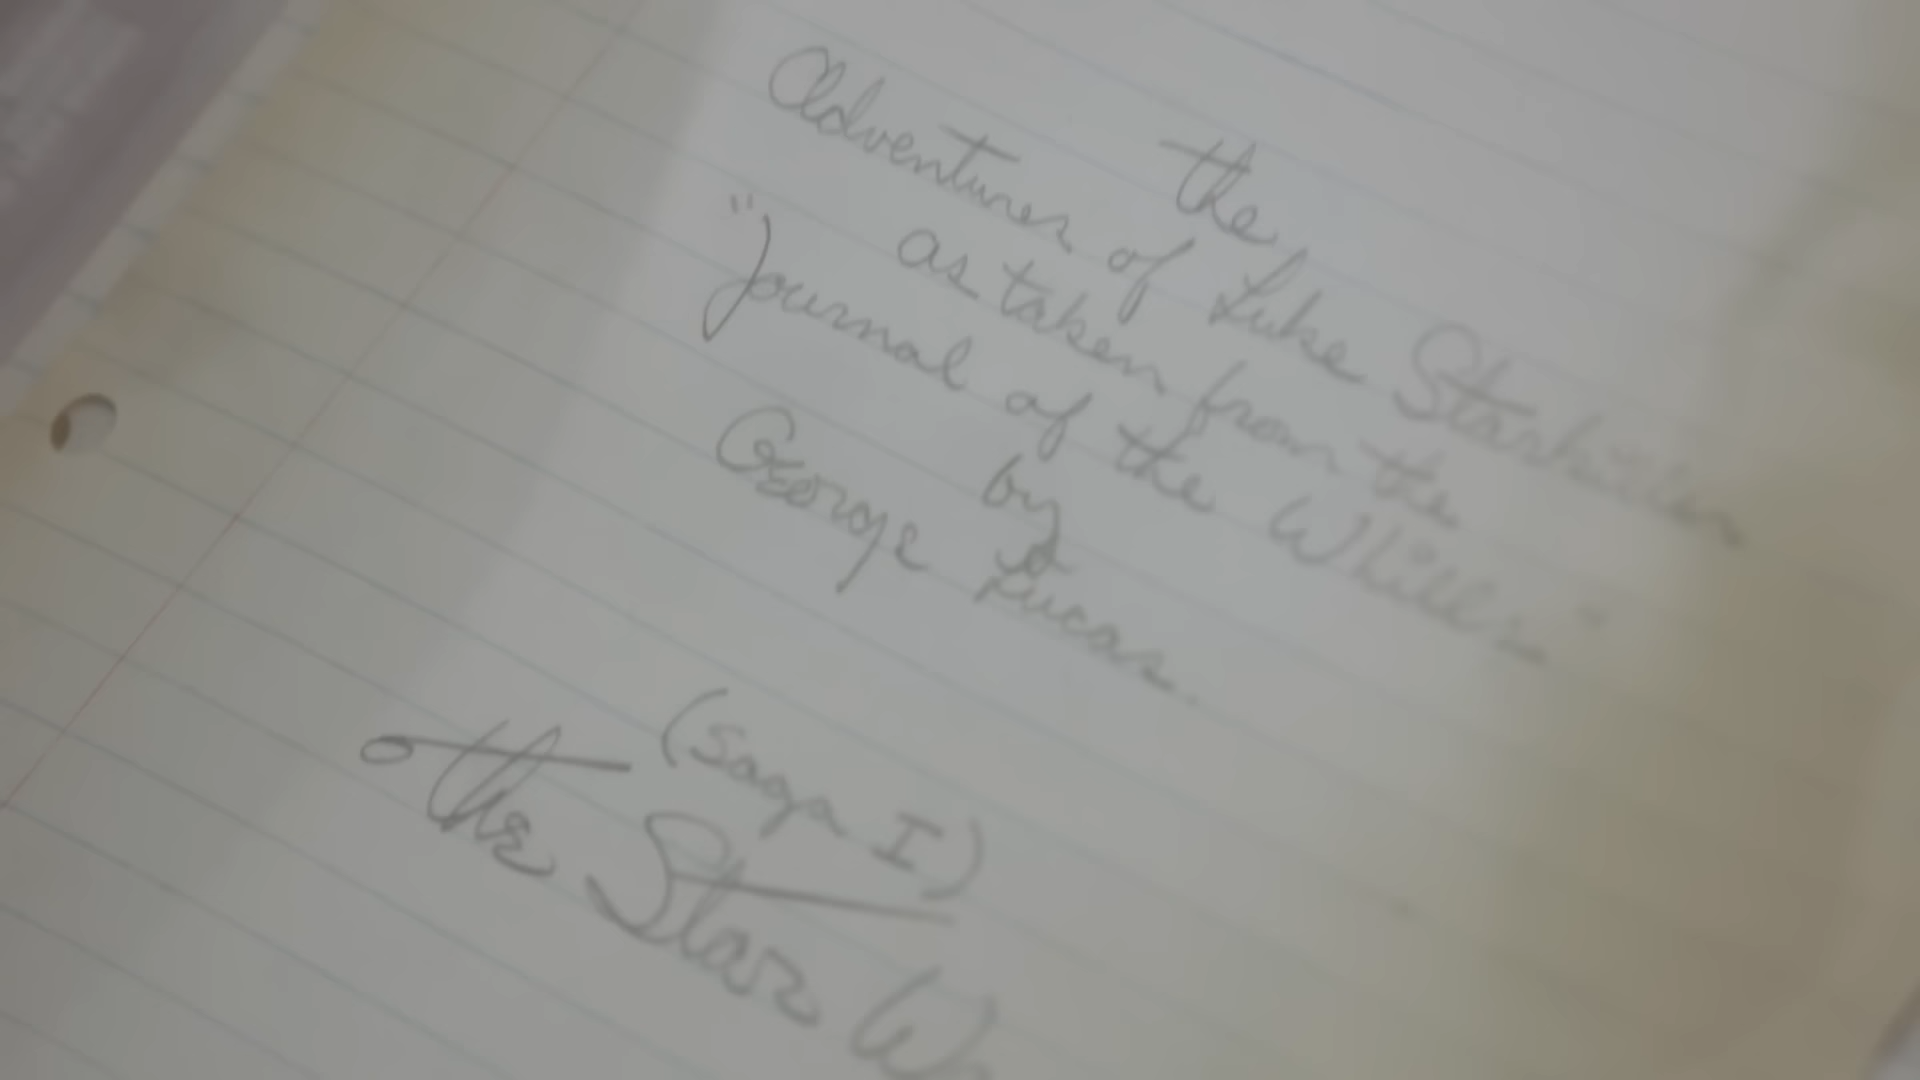 the
Adventures of Luke Starkiller
as taken from the
"Journal of the Whills"
by
George Lucas.
(saga I)
the Star